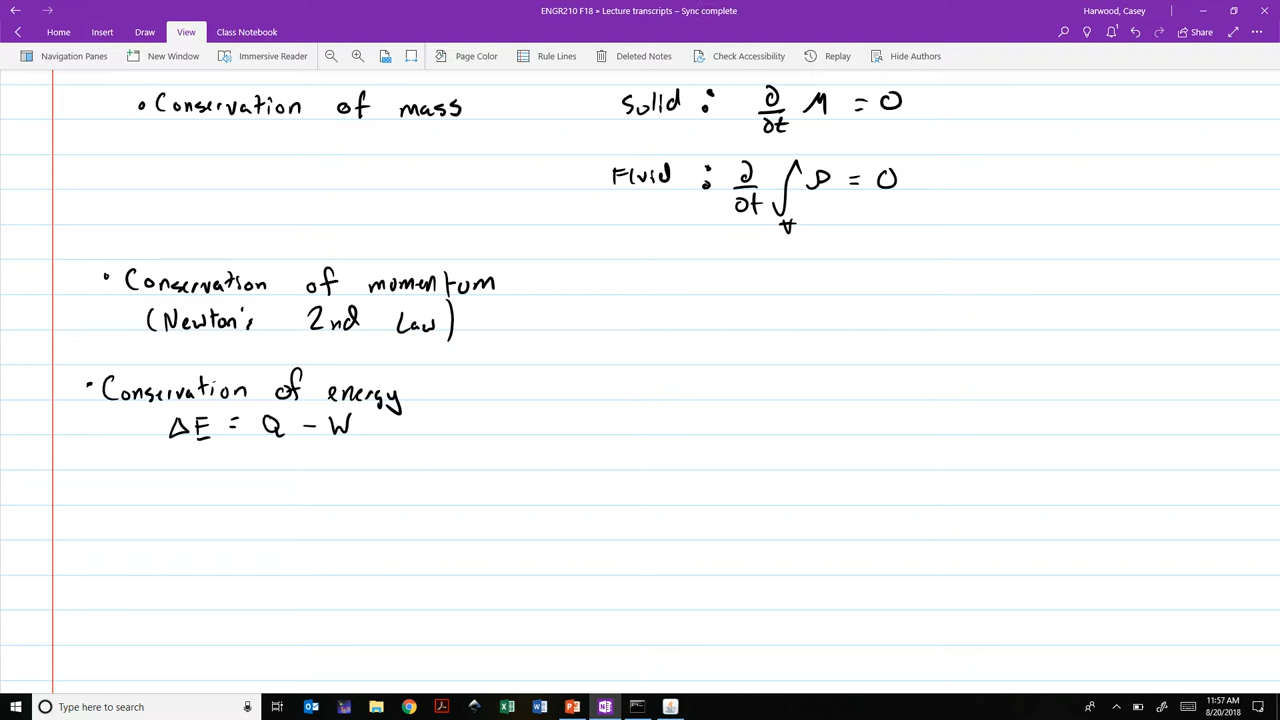 ENGR210 F18 » Lecture transcripts – Sync complete
Harwood, Casey
Home Insert Draw View Class Notebook
Share
Navigation Panes New Window Immersive Reader Page Color Rule Lines Deleted Notes Check Accessibility Replay Hide Authors
• Conservation of mass
Solid : ∂/∂t M = 0
Fluid : ∂/∂t ∫_V ρ = 0
• Conservation of momentum
(Newton's 2nd Law)
• Conservation of energy
ΔE = Q - W
Type here to search
11:57 AM
8/20/2018